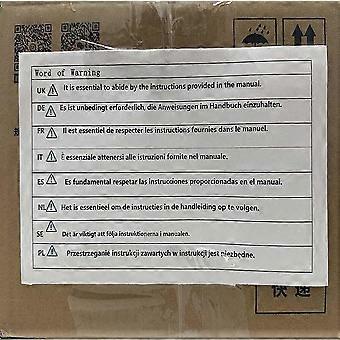 Word of Warning
UK It is essential to abide by the instructions provided in the manual.
DE Es ist unbedingt erforderlich, die Anweisungen im Handbuch einzuhalten.
FR Il est essentiel de respecter les instructions fournies dans le manuel.
IT È essenziale attenersi alle istruzioni fornite nel manuale.
ES Es fundamental respetar las instrucciones proporcionadas en el manual.
NL Het is essentieel om de instructies in de handleiding op te volgen.
SE Det är viktigt att följa instruktionerna i manualen.
PL Przestrzeganie instrukcji zawartych w instrukcji jest niezbędne.
快递